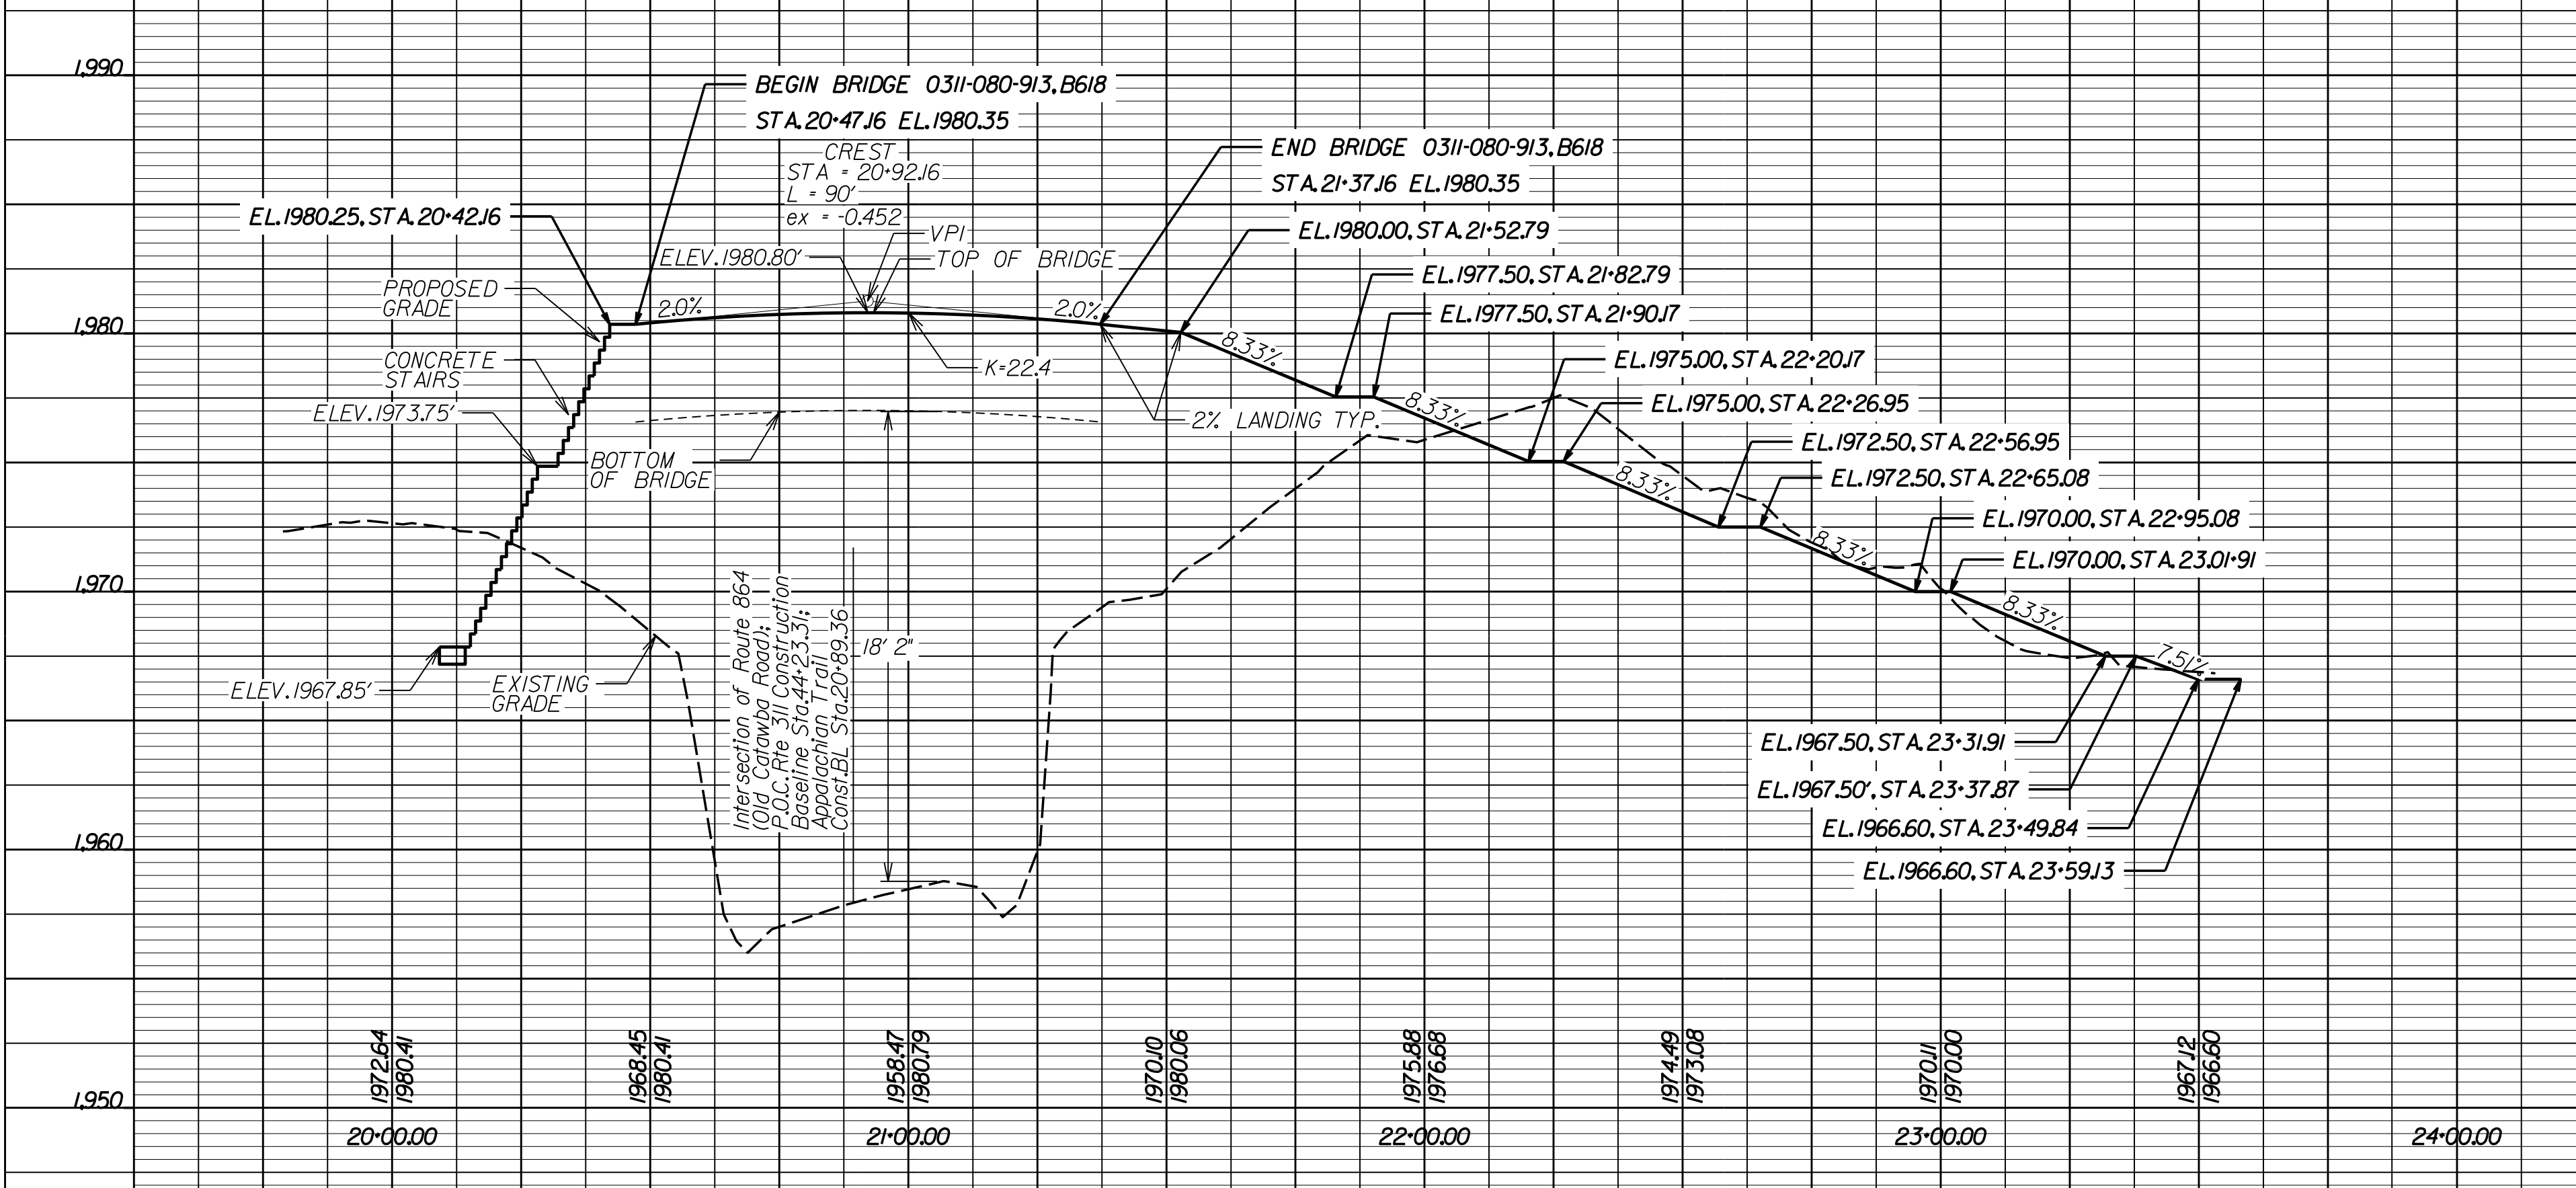 1,990
BEGIN BRIDGE 0311-080-913, B618
STA. 20+47.16 EL. 1980.35
CREST
STA = 20+92.16
L = 90'
ex = -0.452
END BRIDGE 0311-080-913, B618
STA. 21+37.16 EL. 1980.35
EL. 1980.25, STA. 20+42.16
EL. 1980.00, STA. 21+52.79
VPI
ELEV. 1980.80'
TOP OF BRIDGE
EL. 1977.50, STA. 21+82.79
PROPOSED
GRADE
2.0%
2.0%
EL. 1977.50, STA. 21+90.17
1,980
8.33%
CONCRETE
STAIRS
K=22.4
EL. 1975.00, STA. 22+20.17
ELEV. 1973.75'
2% LANDING TYP.
8.33%
EL. 1975.00, STA. 22+26.95
BOTTOM
OF BRIDGE
EL. 1972.50, STA. 22+56.95
8.33%
EL. 1972.50, STA. 22+65.08
EL. 1970.00, STA. 22+95.08
8.33%
EL. 1970.00, STA. 23.01+91
1,970
8.33%
Intersection of Route 864
(Old Catawba Road);
P.O.C. Rte 311 Construction
Baseline Sta. 44+23.31;
Appalachian Trail
Const. BL Sta. 20+89.36
18' 2"
7.51%
ELEV. 1967.85'
EXISTING
GRADE
EL. 1967.50, STA. 23+31.91
EL. 1967.50', STA. 23+37.87
EL. 1966.60, STA. 23+49.84
EL. 1966.60, STA. 23+59.13
1,960
1972.64
1980.41
1968.45
1980.41
1958.47
1980.79
1970.10
1980.06
1975.88
1976.68
1974.49
1973.08
1970.11
1970.00
1967.12
1966.60
1,950
20+00.00
21+00.00
22+00.00
23+00.00
24+00.00